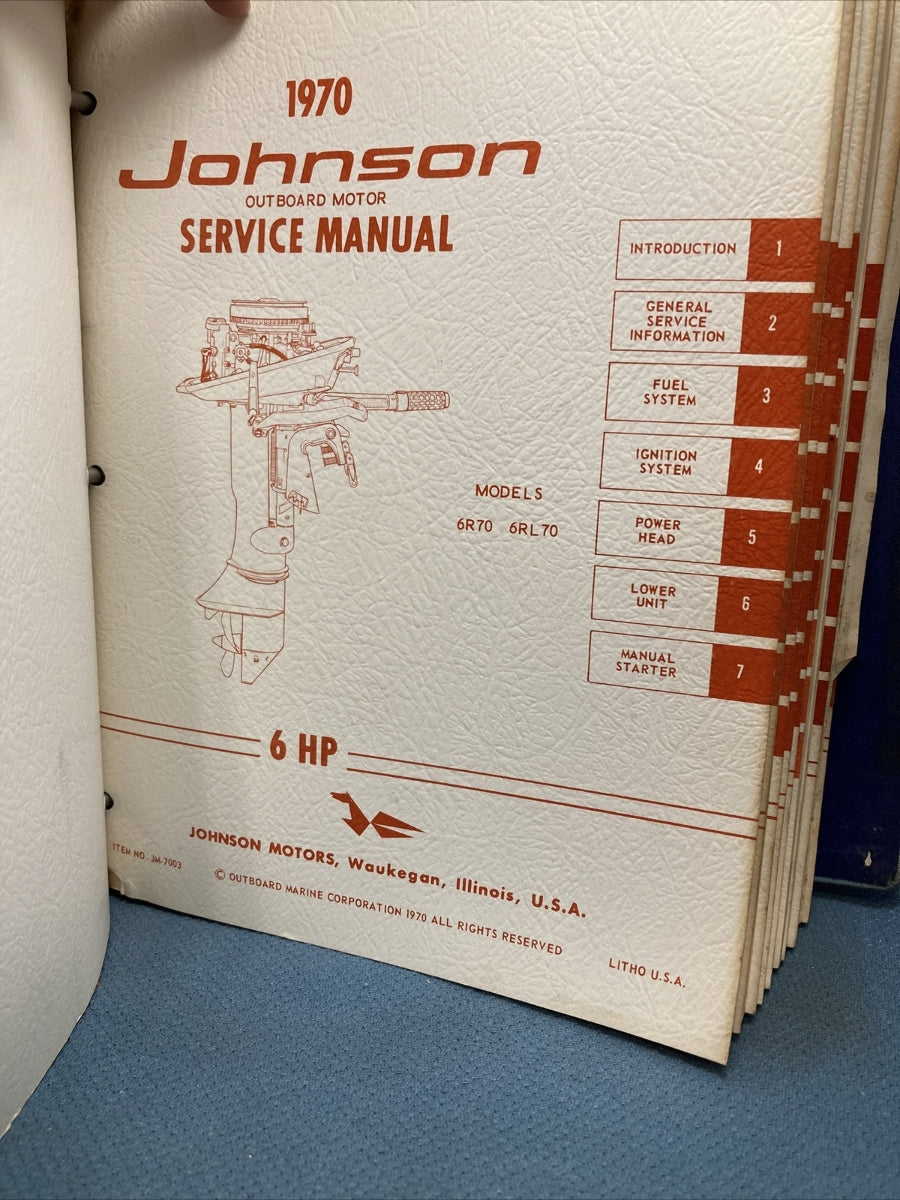 1970
Johnson
OUTBOARD MOTOR
SERVICE MANUAL
INTRODUCTION 1
GENERAL
SERVICE
INFORMATION 2
FUEL
SYSTEM 3
IGNITION
SYSTEM 4
POWER
HEAD 5
LOWER
UNIT 6
MANUAL
STARTER 7
MODELS
6R70 6RL70
6 HP
JOHNSON MOTORS, Waukegan, Illinois, U.S.A.
ITEM NO. JM-7003
© OUTBOARD MARINE CORPORATION 1970 ALL RIGHTS RESERVED
LITHO U.S.A.